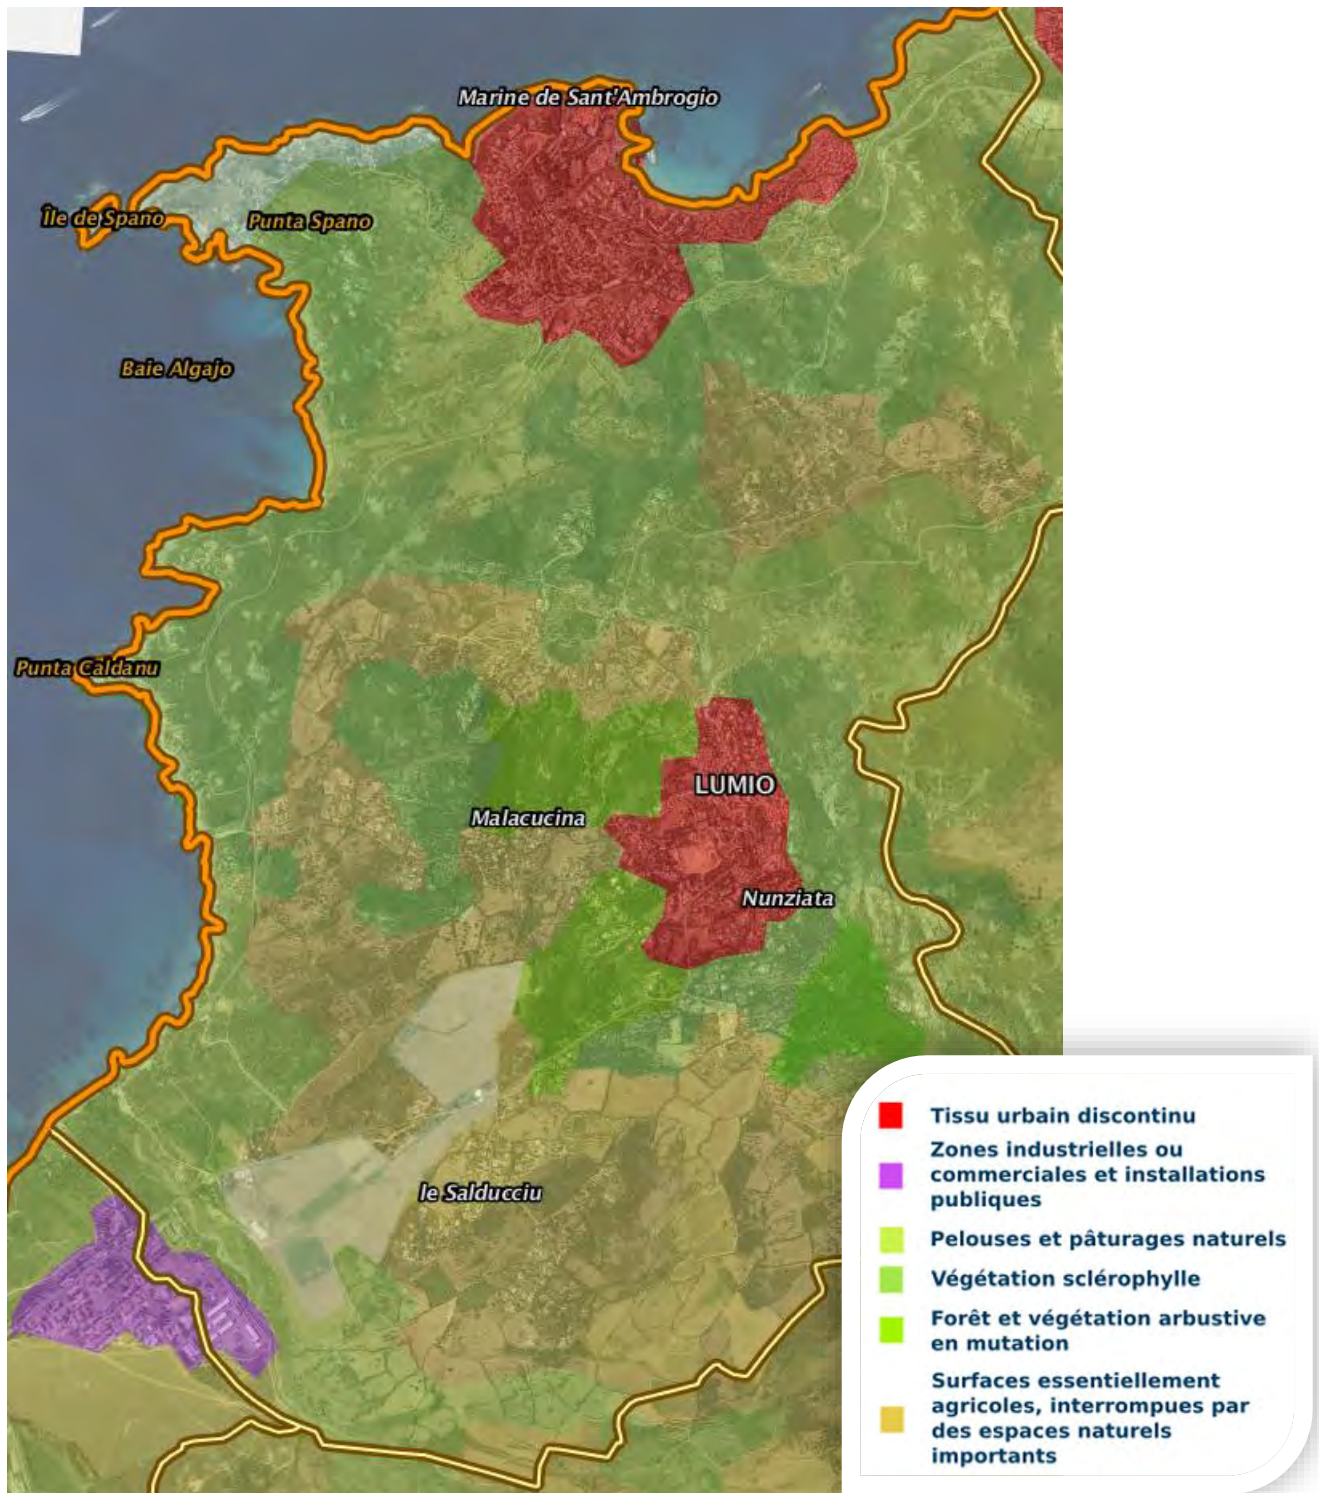 Marine de Sant'Ambrogio
Île de Spano
Punta Spano
Baie Algajo
Punta Caldanu
LUMIO
Malacucina
Nunziata
le Salducciu
Tissu urbain discontinu
Zones industrielles ou
commerciales et installations
publiques
Pelouses et pâturages naturels
Végétation sclérophylle
Forêt et végétation arbustive
en mutation
Surfaces essentiellement
agricoles, interrompues par
des espaces naturels
importants